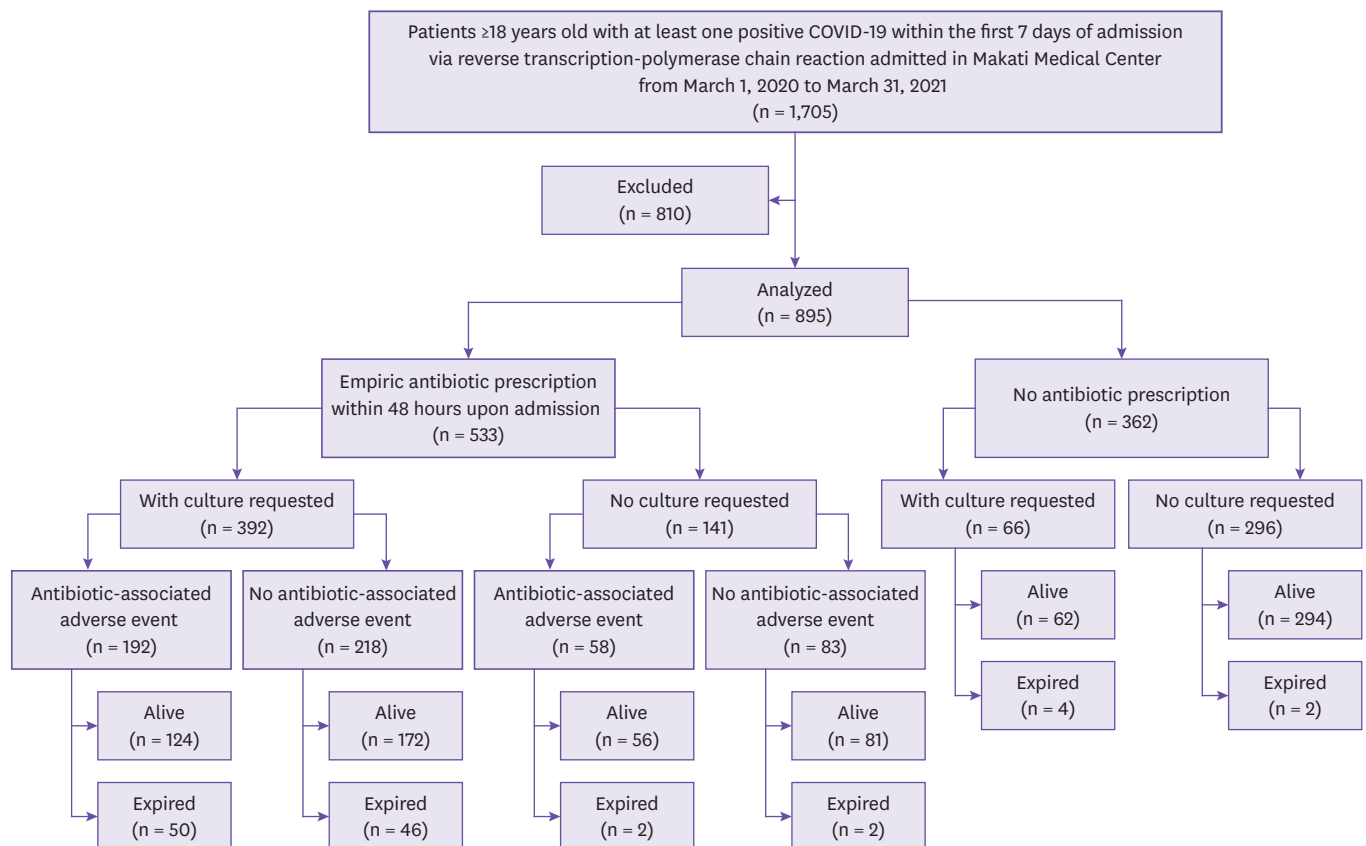 Patients ≥18 years old with at least one positive COVID-19 within the first 7 days of admission
via reverse transcription-polymerase chain reaction admitted in Makati Medical Center
from March 1, 2020 to March 31, 2021
(n = 1,705)
Excluded
(n = 810)
Analyzed
(n = 895)
Empiric antibiotic prescription
within 48 hours upon admission
(n = 533)
No antibiotic prescription
(n = 362)
With culture requested
(n = 392)
No culture requested
(n = 141)
With culture requested
(n = 66)
No culture requested
(n = 296)
Antibiotic-associated
adverse event
(n = 192)
No antibiotic-associated
adverse event
(n = 218)
Antibiotic-associated
adverse event
(n = 58)
No antibiotic-associated
adverse event
(n = 83)
Alive
(n = 62)
Alive
(n = 294)
Expired
(n = 4)
Expired
(n = 2)
Alive
(n = 124)
Alive
(n = 172)
Alive
(n = 56)
Alive
(n = 81)
Expired
(n = 50)
Expired
(n = 46)
Expired
(n = 2)
Expired
(n = 2)